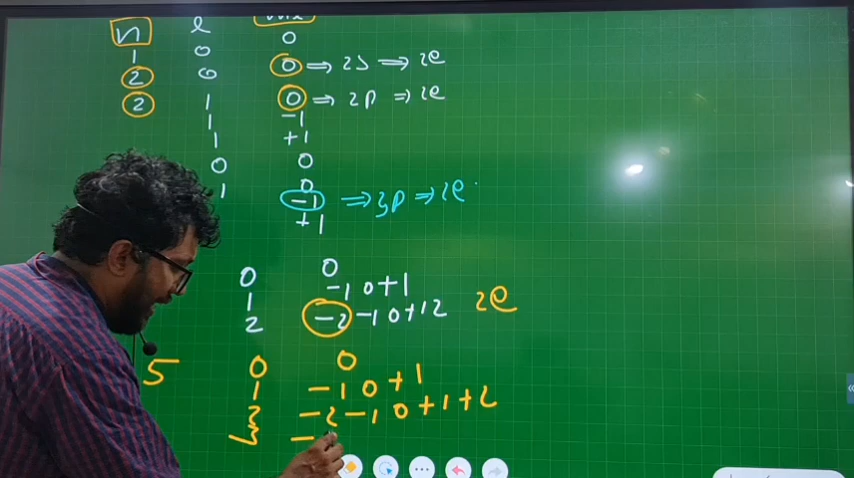 n l
1 0 0
2 0 0 ⇒ 2s ⇒ 2e
2 1 0 ⇒ 2p ⇒ 2e
1 -1
1 +1
0 0
1 0
-1 ⇒ 3p ⇒ 2e
+1
0 0
1 -1 0 +1
2 -2 -1 0 +1 2 2e
5 0 0
1 -1 0 +1
2 -2 -1 0 +1 +2
3 -